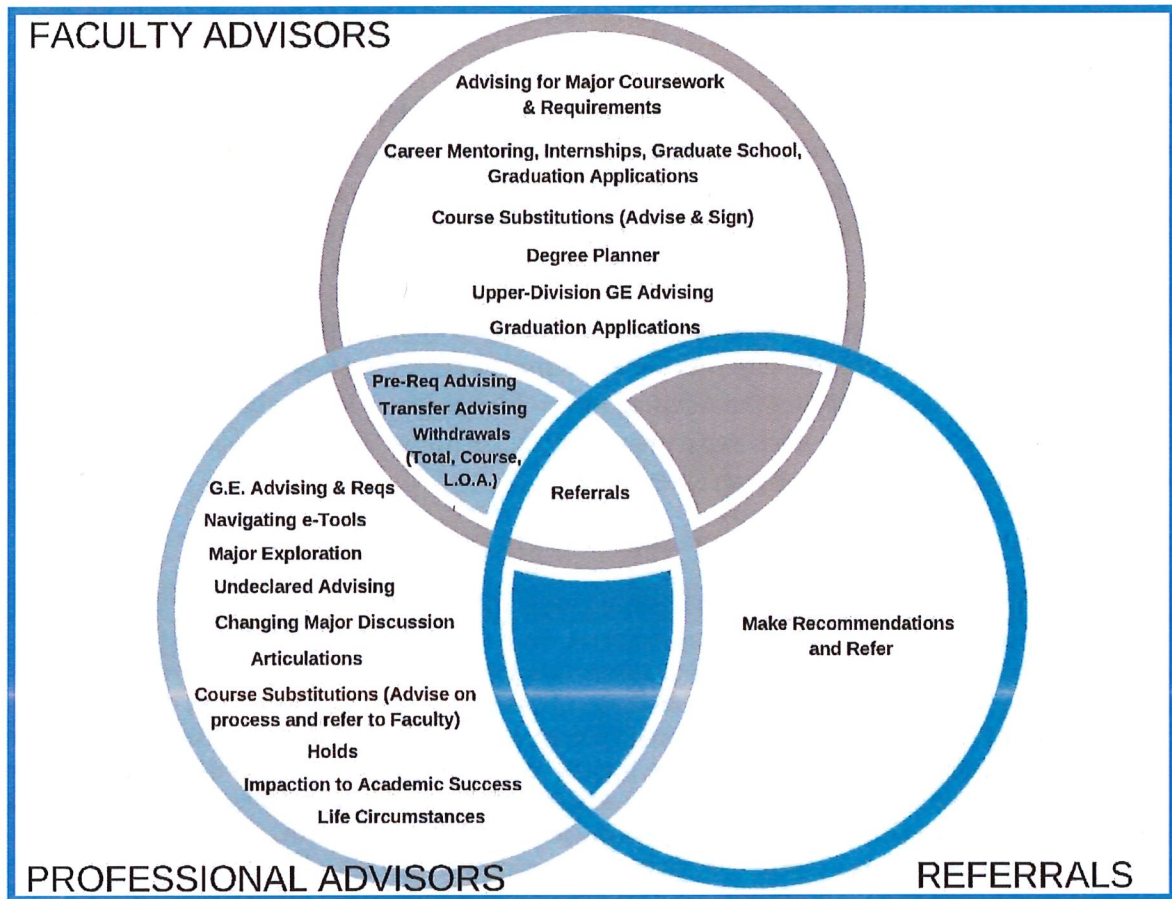 FACULTY ADVISORS
Advising for Major Coursework
& Requirements
Career Mentoring, Internships, Graduate School,
Graduation Applications
Course Substitutions (Advise & Sign)
Degree Planner
Upper-Division GE Advising
Graduation Applications
Pre-Req Advising
Transfer Advising
Withdrawals
(Total, Course,
L.O.A.)
Referrals
G.E. Advising & Reqs
Navigating e-Tools
Major Exploration
Undeclared Advising
Changing Major Discussion
Articulations
Course Substitutions (Advise on
process and refer to Faculty)
Holds
Impaction to Academic Success
Life Circumstances
Make Recommendations
and Refer
PROFESSIONAL ADVISORS
REFERRALS